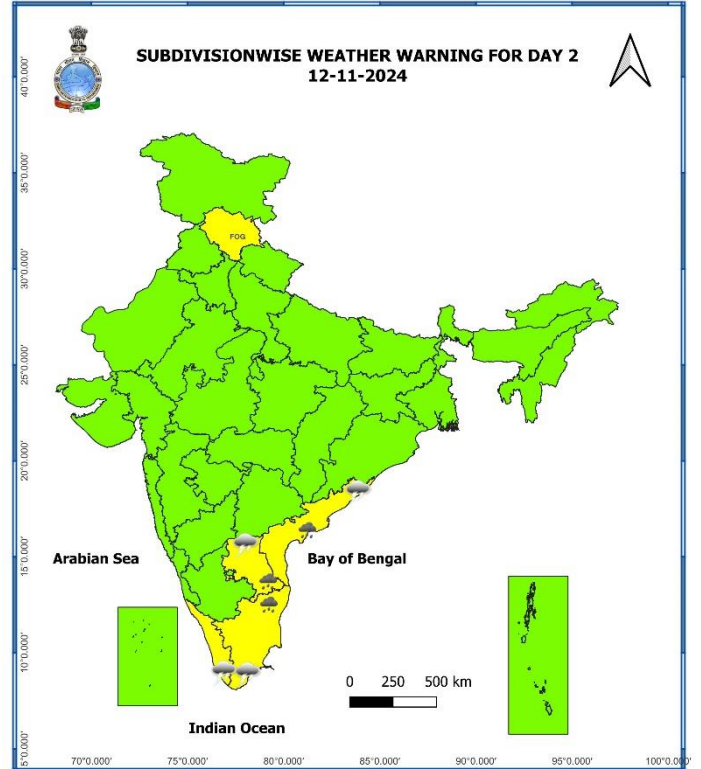 SUBDIVISIONWISE WEATHER WARNING FOR DAY 2
12-11-2024
40°0.000'
35°0.000'
FOG
30°0.000'
25°0.000'
20°0.000'
15°0.000'
Arabian Sea
Bay of Bengal
10°0.000'
0 250 500 km
Indian Ocean
5°0.000'
70°0.000' 75°0.000' 80°0.000' 85°0.000' 90°0.000' 95°0.000' 100°0.000'